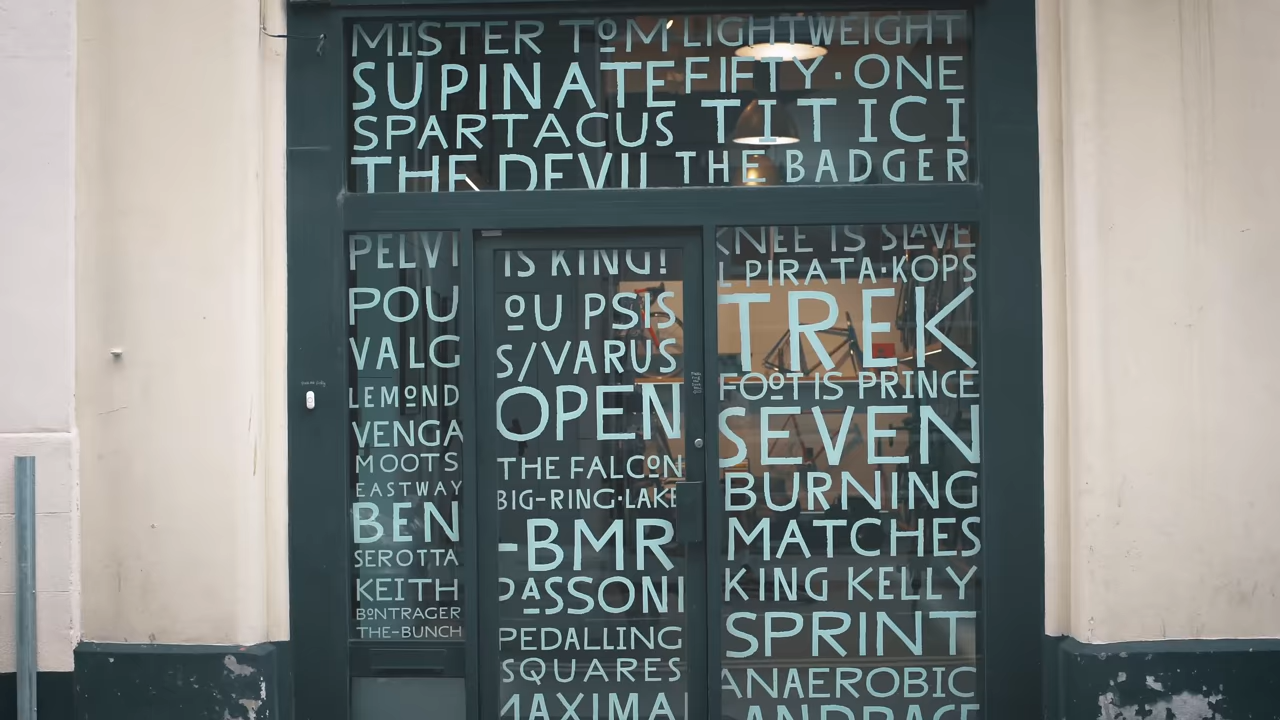 MISTER TOM LIGHTWEIGHT
SUPINATE FIFTY·ONE
SPARTACUS TITICI
THE DEVIL THE BADGER
PELVI
POU
VALG
LEMOND
VENGA
MOOTS
EASTWAY
BEN
SEROTTA
KEITH
BONTRAGER
THE-BUNCH
IS KING!
OU PSIS
S/VARUS
OPEN
THE FALCON
BIG-RING·LAKE
-BMR
PASSONI
PEDALLING
SQUARES
MAXIMA
KNEE IS SLAVE
L PIRATA·KOPS
TREK
FOOT IS PRINCE
SEVEN
BURNING
MATCHES
KING KELLY
SPRINT
ANAEROBIC